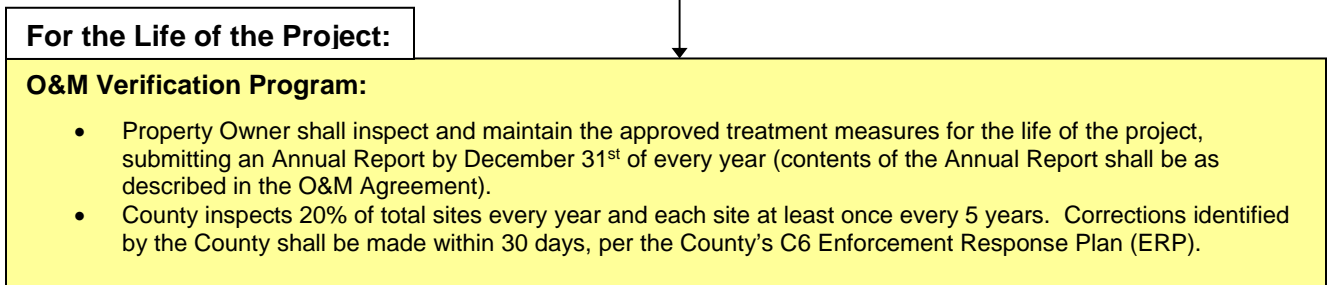 For the Life of the Project:
O&M Verification Program:
• Property Owner shall inspect and maintain the approved treatment measures for the life of the project,
submitting an Annual Report by December 31st of every year (contents of the Annual Report shall be as
described in the O&M Agreement).
• County inspects 20% of total sites every year and each site at least once every 5 years. Corrections identified
by the County shall be made within 30 days, per the County's C6 Enforcement Response Plan (ERP).